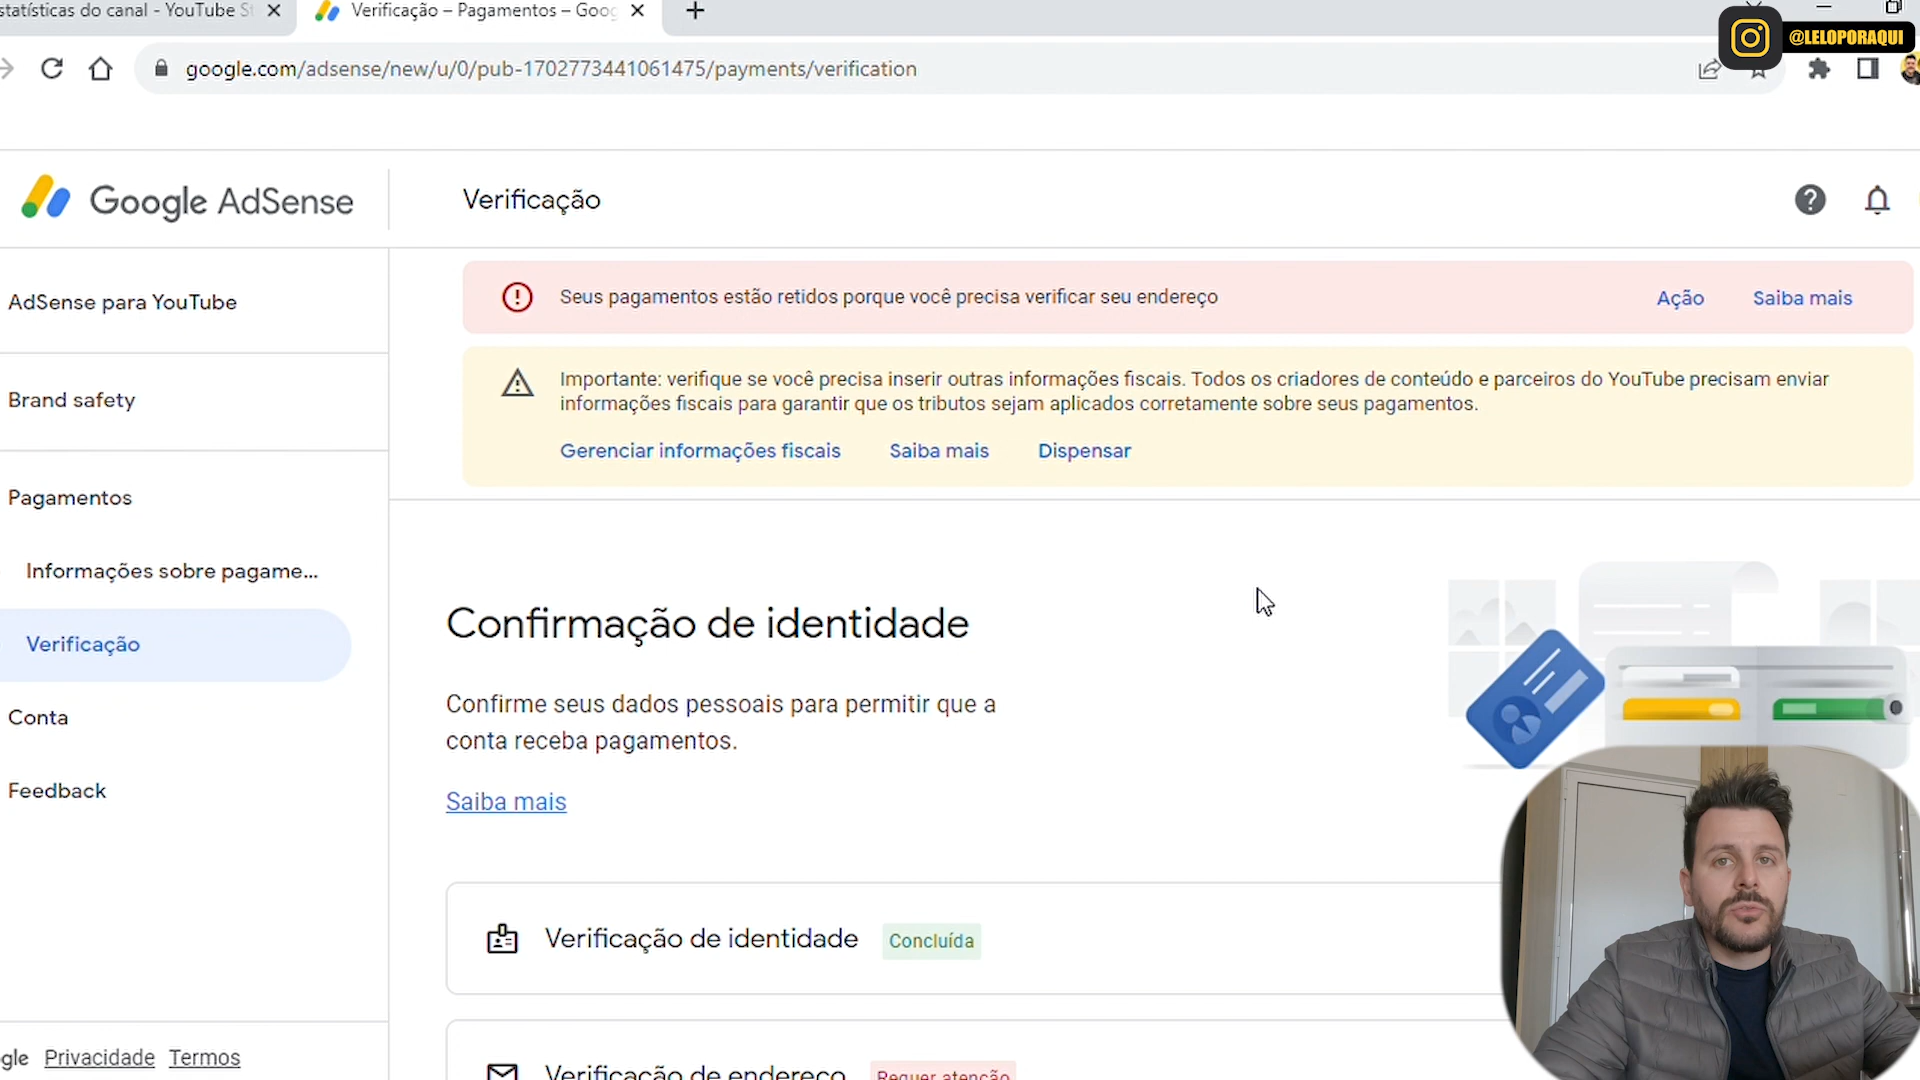 statísticas do canal - YouTube St
Verificação – Pagamentos – Goog
@LELOPORAQUI
google.com/adsense/new/u/0/pub-1702773441061475/payments/verification
Google AdSense
Verificação
AdSense para YouTube
Brand safety
Pagamentos
Informações sobre pagame...
Verificação
Conta
Feedback
gle Privacidade Termos
Seus pagamentos estão retidos porque você precisa verificar seu endereço
Ação Saiba mais
Importante: verifique se você precisa inserir outras informações fiscais. Todos os criadores de conteúdo e parceiros do YouTube precisam enviar
informações fiscais para garantir que os tributos sejam aplicados corretamente sobre seus pagamentos.
Gerenciar informações fiscais Saiba mais Dispensar
Confirmação de identidade
Confirme seus dados pessoais para permitir que a
conta receba pagamentos.
Saiba mais
Verificação de identidade Concluída
Verificação de endereço Requer atenção